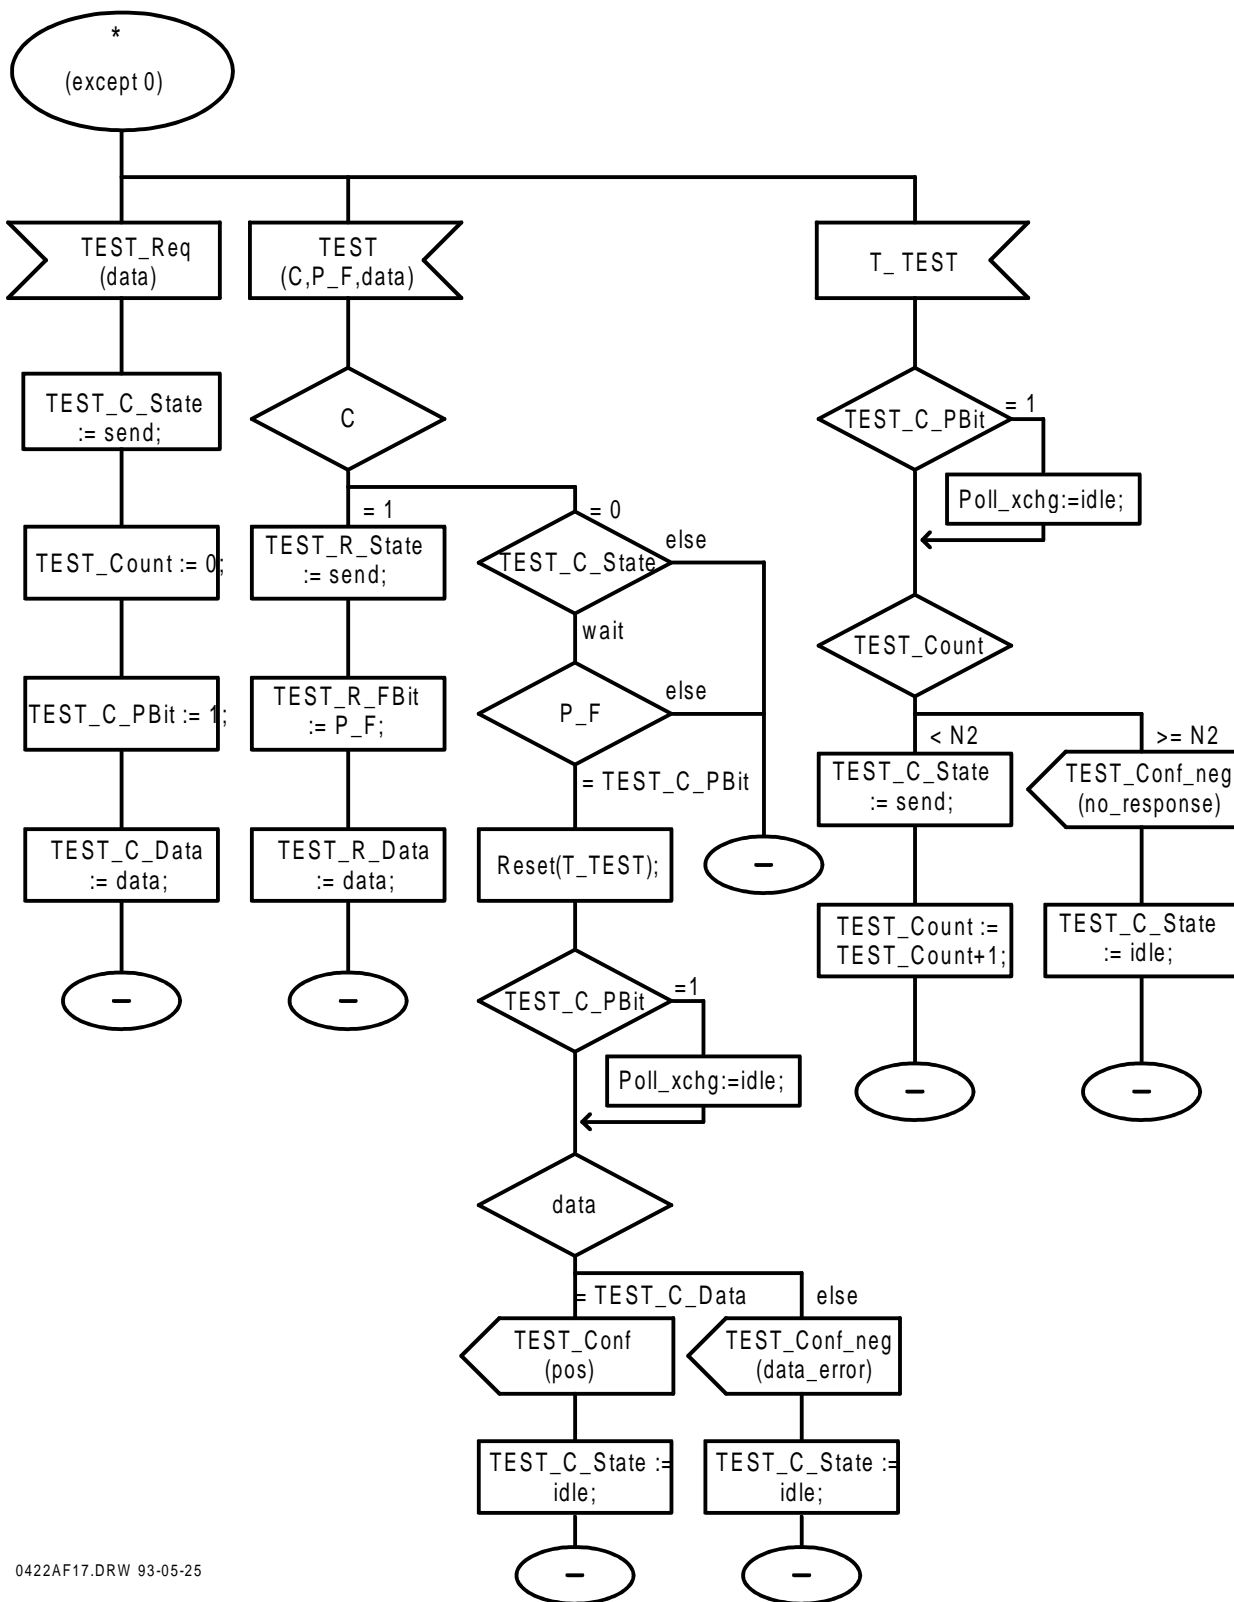 *
(except 0)
TEST_Req
(data)
TEST_C_State
:= send;
TEST_Count := 0;
TEST_C_PBit := 1;
TEST_C_Data
:= data;
–
TEST
(C,P_F,data)
C
= 1
TEST_R_State
:= send;
TEST_R_FBit
:= P_F;
TEST_R_Data
:= data;
–
= 0
TEST_C_State
else
wait
P_F
else
= TEST_C_PBit
–
Reset(T_TEST);
TEST_C_PBit
=1
Poll_xchg:=idle;
data
= TEST_C_Data
TEST_Conf
(pos)
TEST_C_State :=
idle;
–
else
TEST_Conf_neg
(data_error)
TEST_C_State :=
idle;
–
T_ TEST
TEST_C_PBit
= 1
Poll_xchg:=idle;
TEST_Count
< N2
TEST_C_State
:= send;
TEST_Count :=
TEST_Count+1;
–
>= N2
TEST_Conf_neg
(no_response)
TEST_C_State
:= idle;
–
0422AF17.DRW 93-05-25